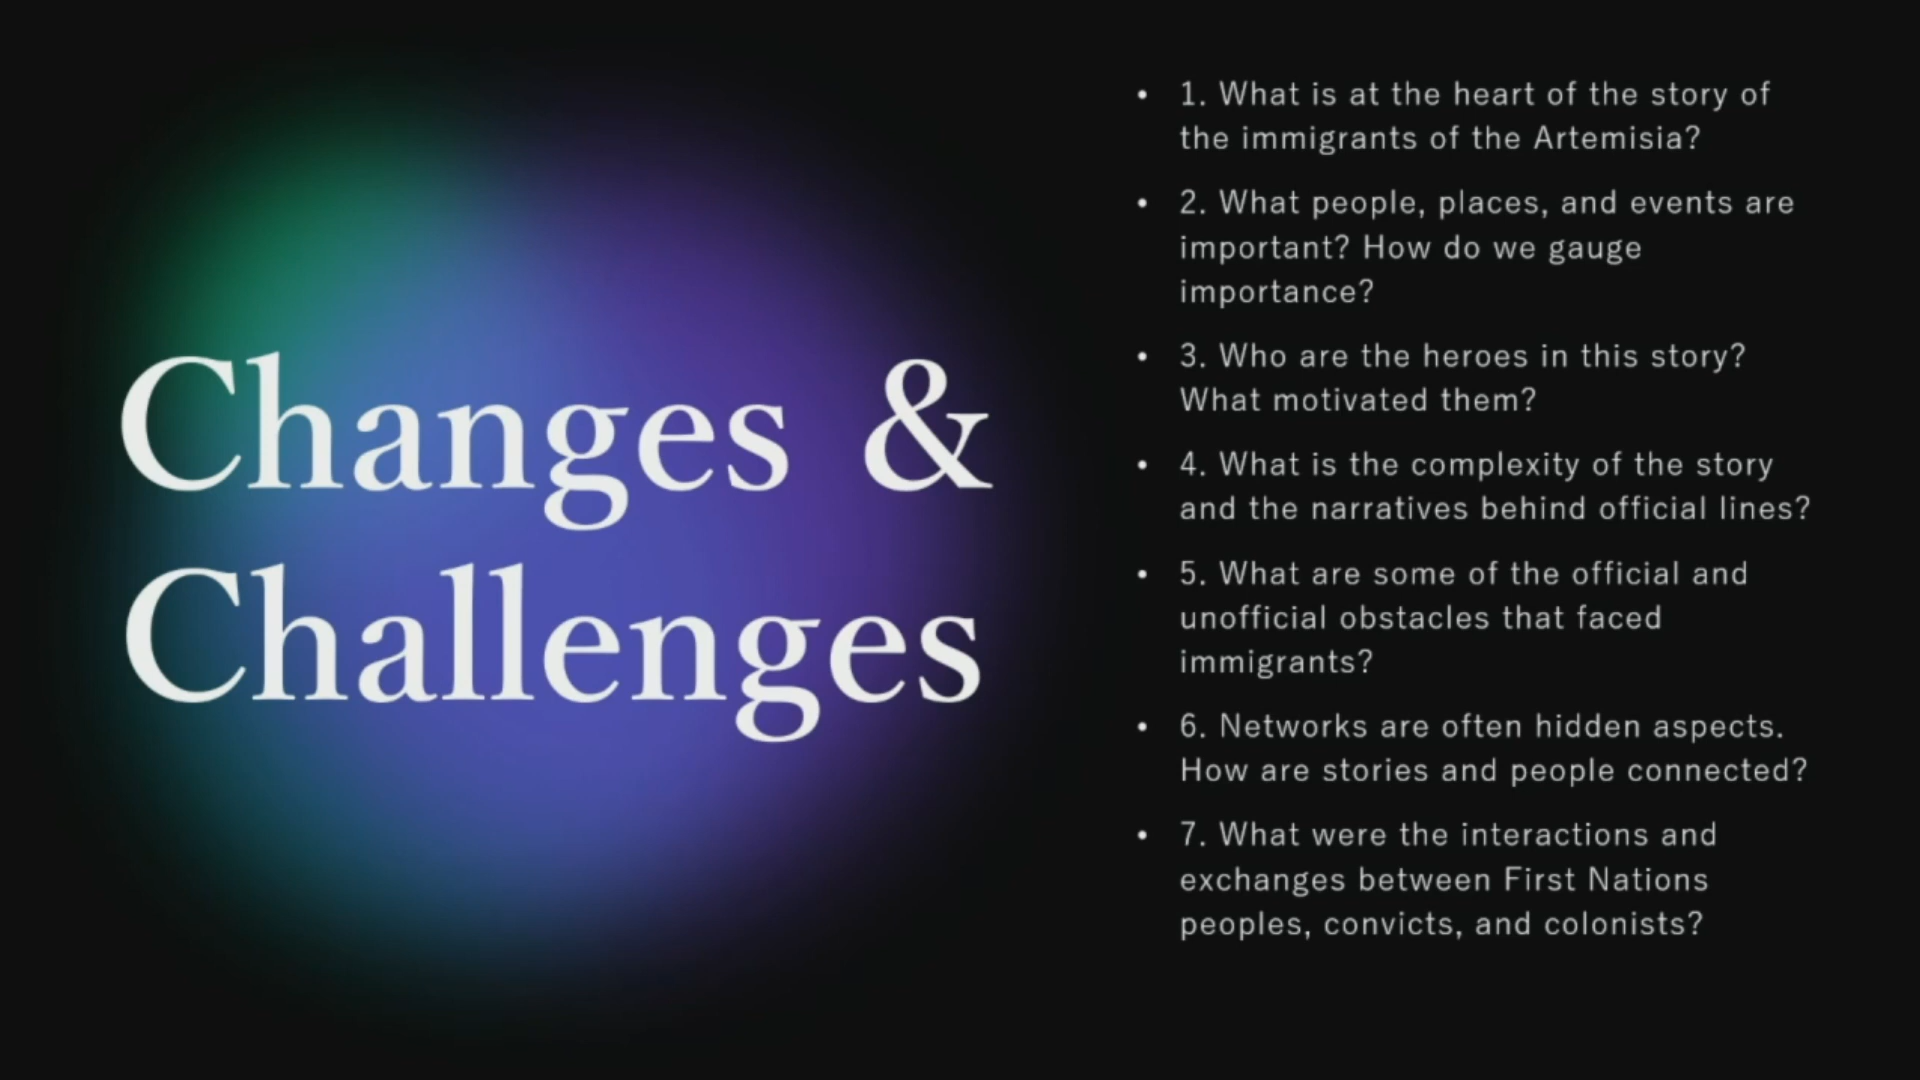 Changes &
Challenges
• 1. What is at the heart of the story of
the immigrants of the Artemisia?
• 2. What people, places, and events are
important? How do we gauge
importance?
• 3. Who are the heroes in this story?
What motivated them?
• 4. What is the complexity of the story
and the narratives behind official lines?
• 5. What are some of the official and
unofficial obstacles that faced
immigrants?
• 6. Networks are often hidden aspects.
How are stories and people connected?
• 7. What were the interactions and
exchanges between First Nations
peoples, convicts, and colonists?